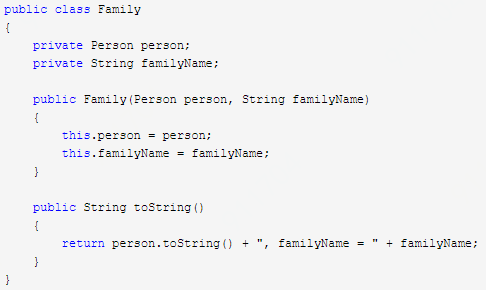 public class Family
{
    private Person person;
    private String familyName;

    public Family(Person person, String familyName)
    {
        this.person = person;
        this.familyName = familyName;
    }

    public String toString()
    {
        return person.toString() + ", familyName = " + familyName;
    }
}